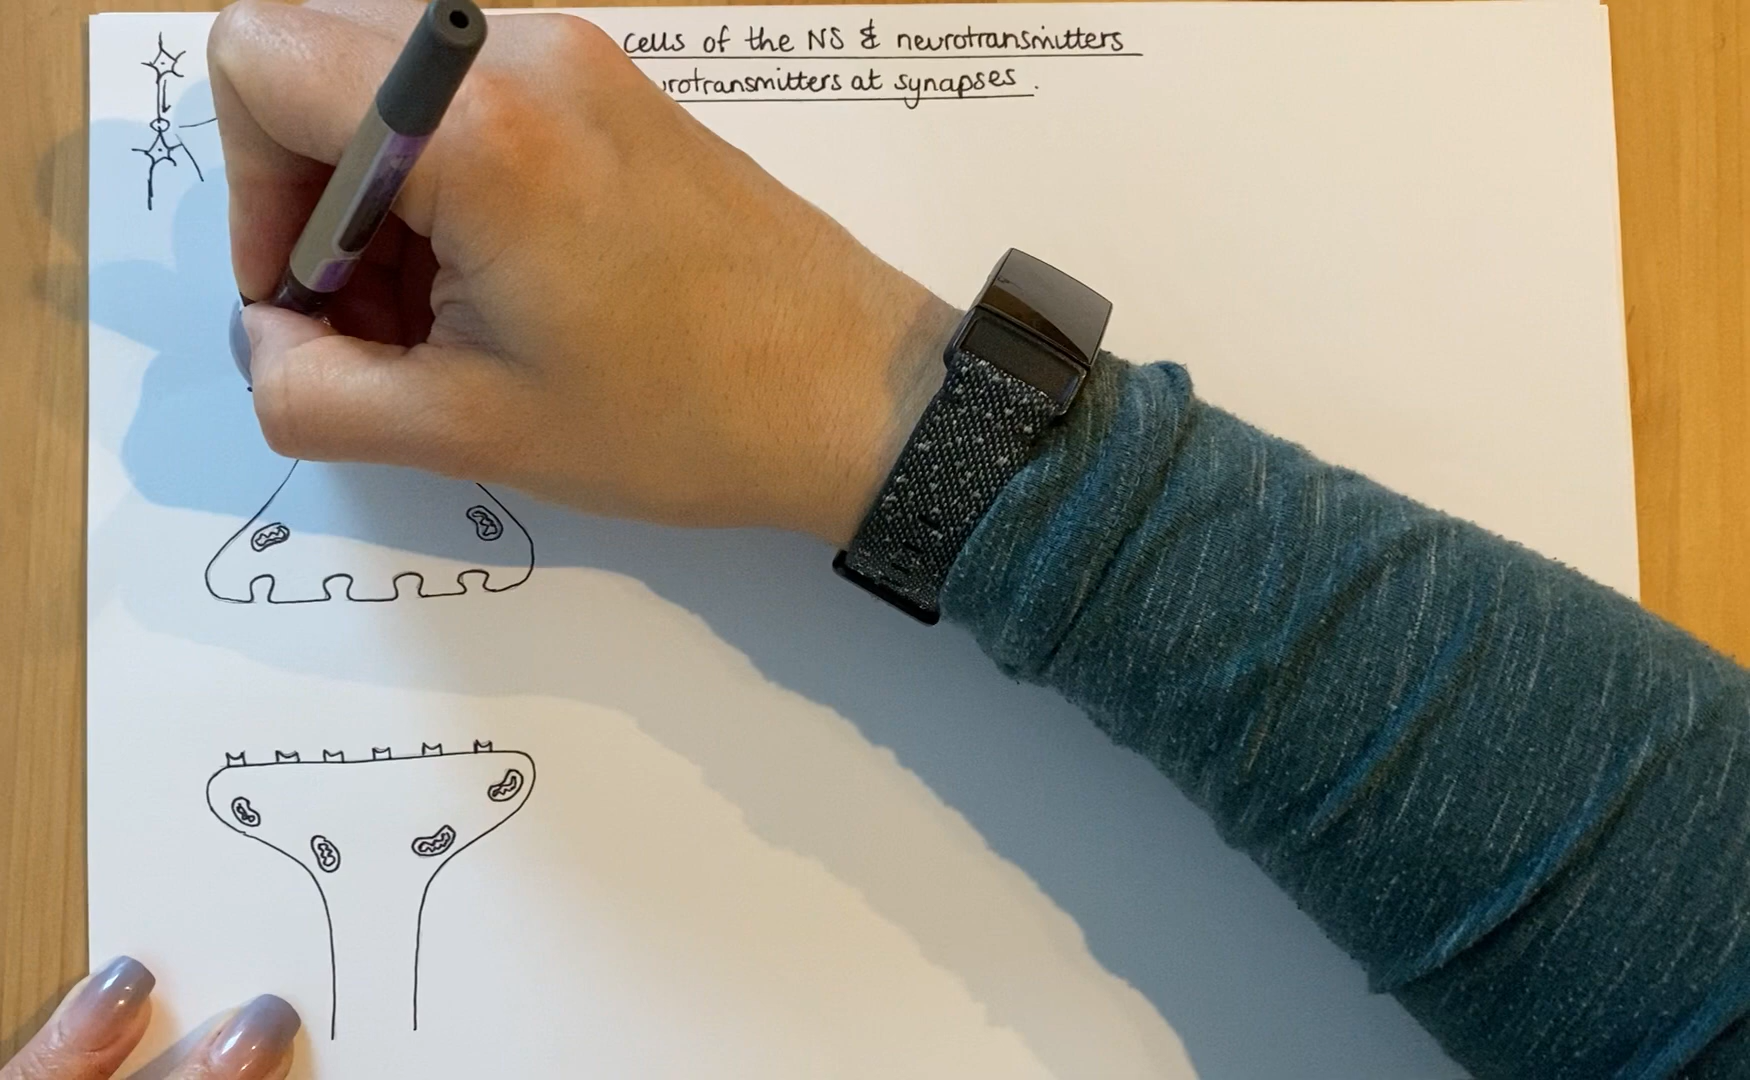 cells of the NS & neurotransmitters
rotransmitters at synapses.